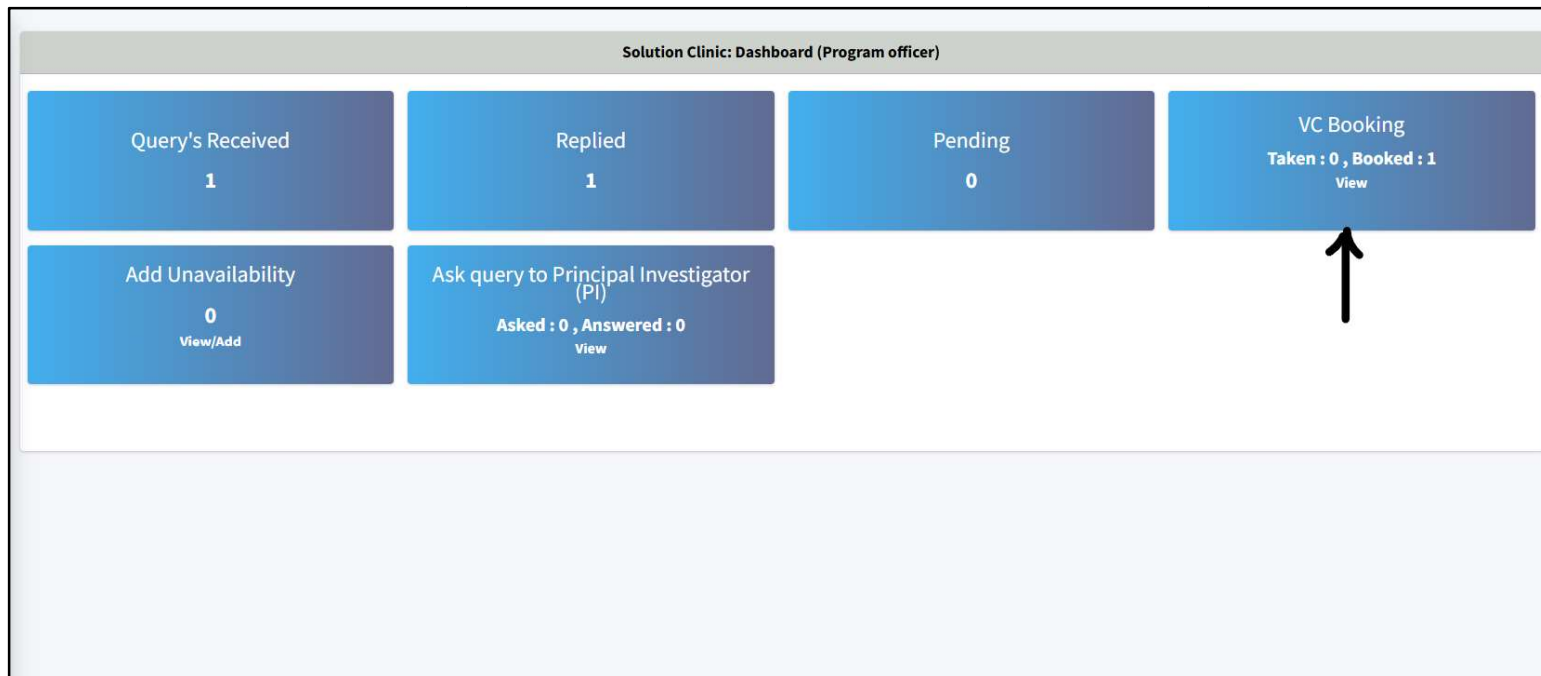 Solution Clinic: Dashboard (Program officer)
Query's Received
1
Replied
1
Pending
0
VC Booking
Taken : 0 , Booked : 1
View
Add Unavailability
0
View/Add
Ask query to Principal Investigator
(PI)
Asked : 0 , Answered : 0
View